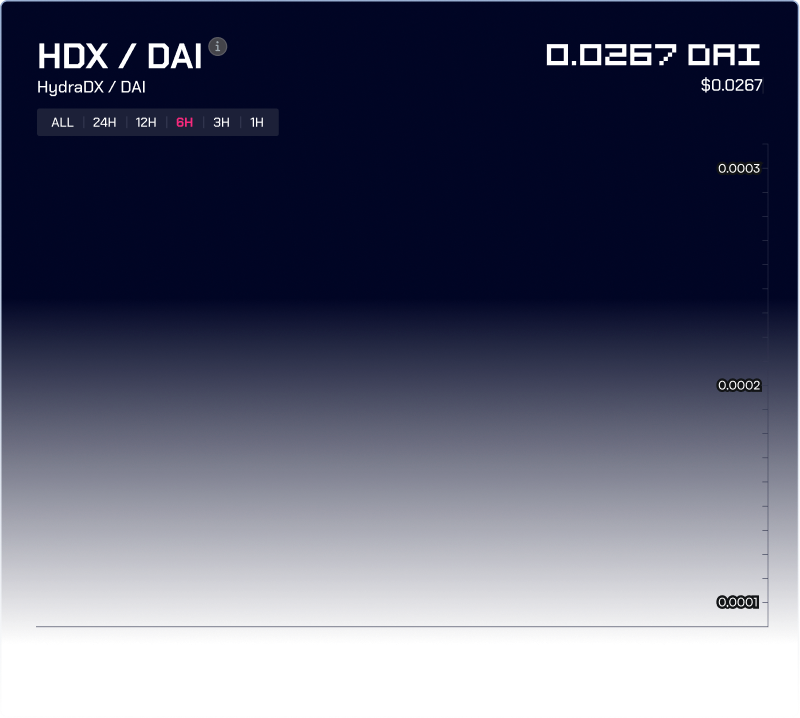 HDX / DAI i
0.0267 DAI
HydraDX / DAI
$0.0267
ALL 24H 12H 6H 3H 1H
0.0003
0.0002
0.0001